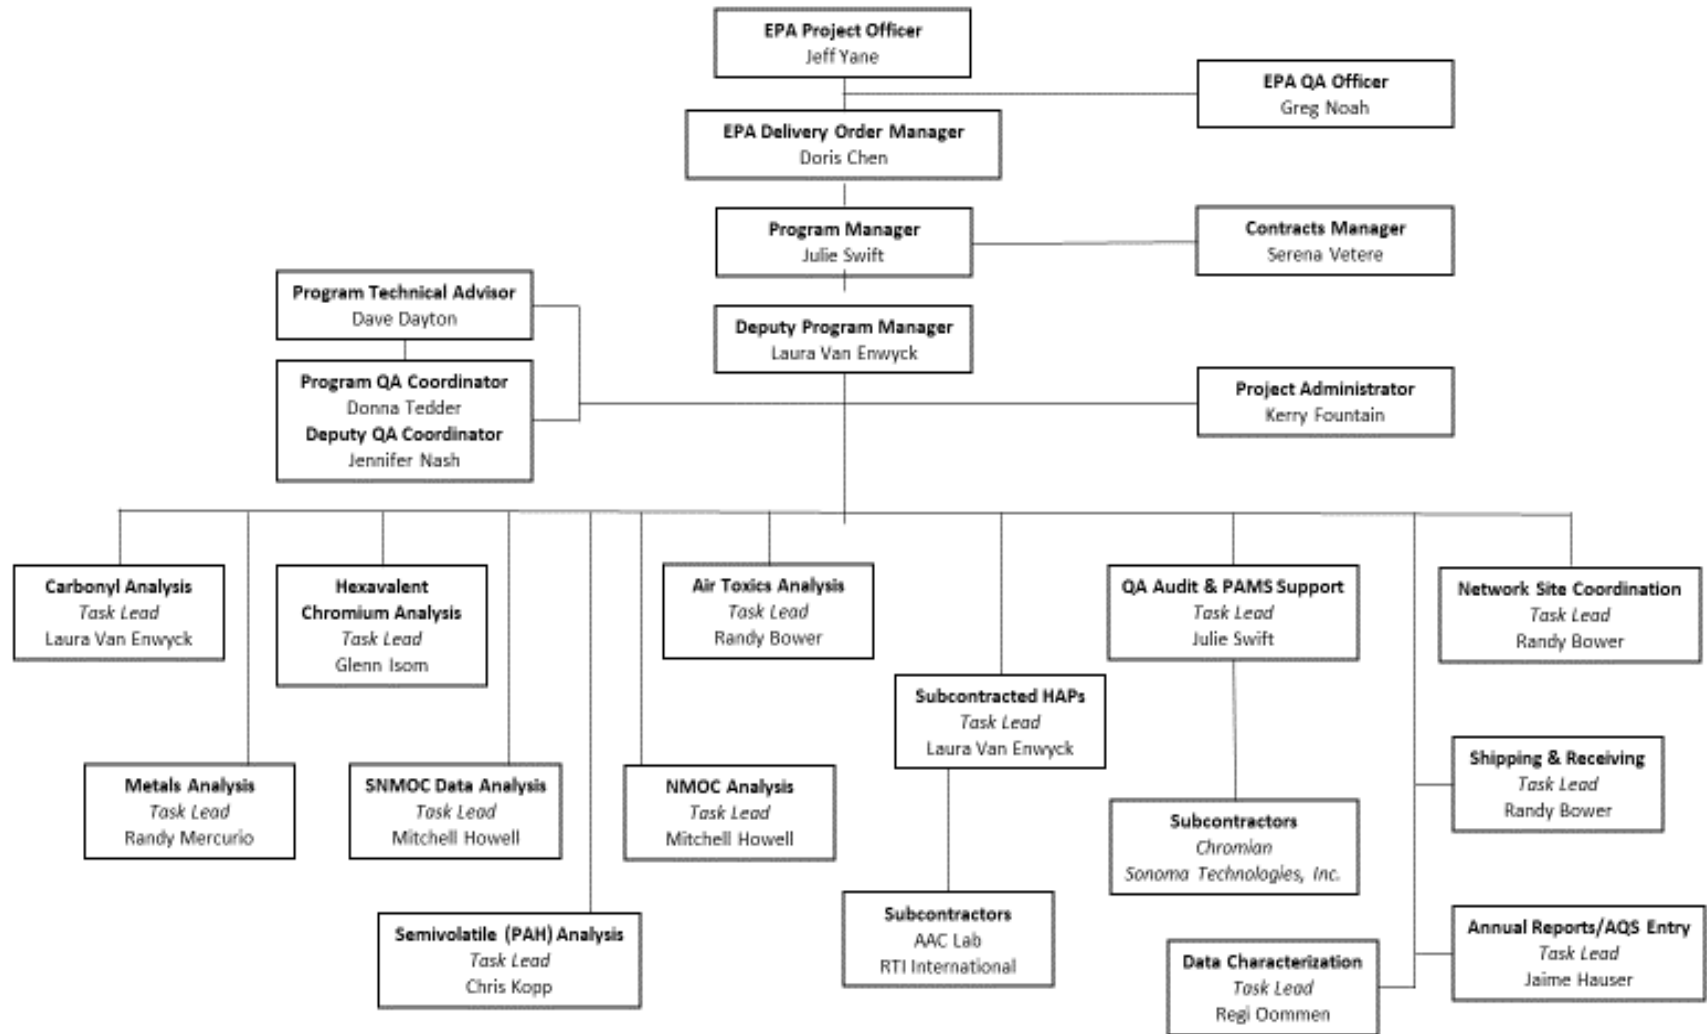 EPA Project Officer
Jeff Yane
EPA QA Officer
Greg Noah
EPA Delivery Order Manager
Doris Chen
Program Manager
Julie Swift
Contracts Manager
Serena Vetere
Program Technical Advisor
Dave Dayton
Deputy Program Manager
Laura Van Enwyck
Program QA Coordinator
Donna Tedder
Deputy QA Coordinator
Jennifer Nash
Project Administrator
Kerry Fountain
Carbonyl Analysis
Task Lead
Laura Van Enwyck
Hexavalent
Chromium Analysis
Task Lead
Glenn Isom
Air Toxics Analysis
Task Lead
Randy Bower
QA Audit & PAMS Support
Task Lead
Julie Swift
Network Site Coordination
Task Lead
Randy Bower
Subcontracted HAPs
Task Lead
Laura Van Enwyck
Metals Analysis
Task Lead
Randy Mercurio
SNMOC Data Analysis
Task Lead
Mitchell Howell
NMOC Analysis
Task Lead
Mitchell Howell
Shipping & Receiving
Task Lead
Randy Bower
Subcontractors
Chromian
Sonoma Technologies, Inc.
Semivolatile (PAH) Analysis
Task Lead
Chris Kopp
Subcontractors
AAC Lab
RTI International
Annual Reports/AQS Entry
Task Lead
Jaime Hauser
Data Characterization
Task Lead
Regi Oommen